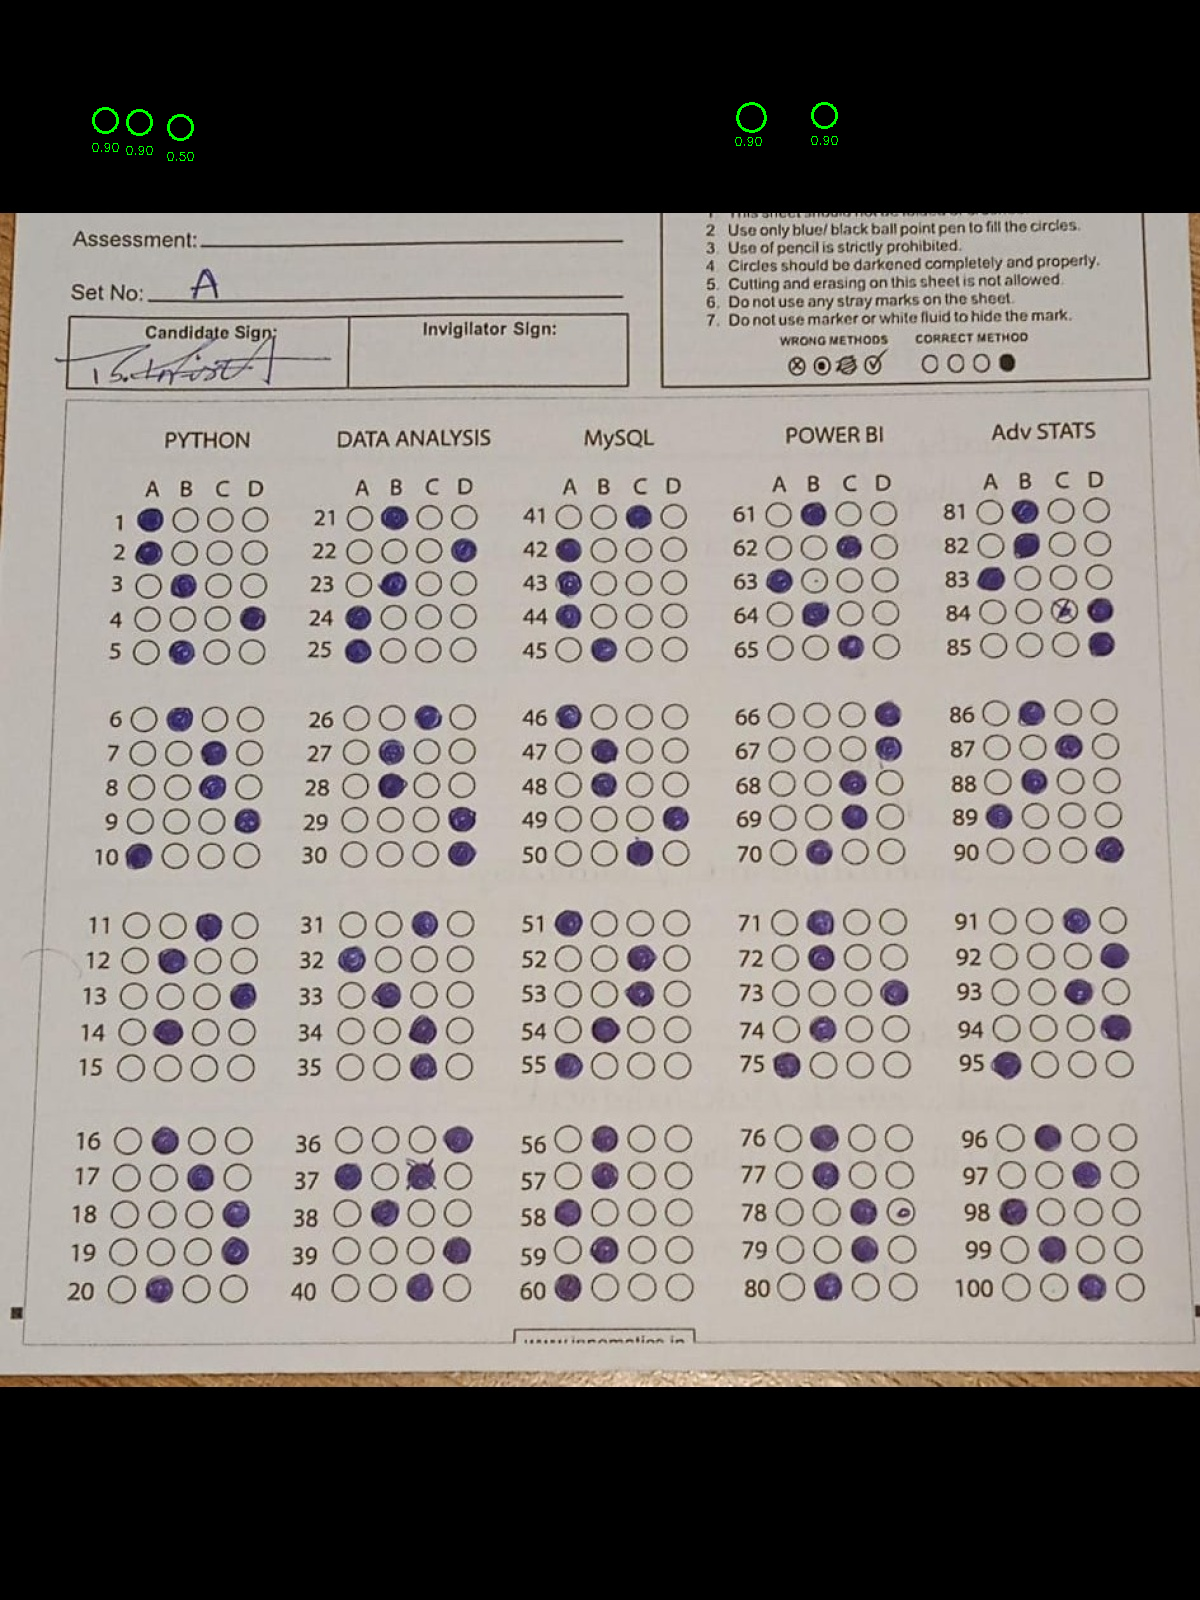 0.90 0.90 0.50 0.90 0.90
Assessment:
Set No: A
Candidate Sign:
Invigilator Sign:
1. This sheet should not be folded or
2. Use only blue/ black ball point pen to fill the circles.
3. Use of pencil is strictly prohibited.
4. Circles should be darkened completely and properly.
5. Cutting and erasing on this sheet is not allowed.
6. Do not use any stray marks on the sheet.
7. Do not use marker or white fluid to hide the mark.
WRONG METHODS CORRECT METHOD
PYTHON DATA ANALYSIS MySQL POWER BI Adv STATS
A B C D A B C D A B C D A B C D A B C D
1 21 41 61 81
2 22 42 62 82
3 23 43 63 83
4 24 44 64 84
5 25 45 65 85
6 26 46 66 86
7 27 47 67 87
8 28 48 68 88
9 29 49 69 89
10 30 50 70 90
11 31 51 71 91
12 32 52 72 92
13 33 53 73 93
14 34 54 74 94
15 35 55 75 95
16 36 56 76 96
17 37 57 77 97
18 38 58 78 98
19 39 59 79 99
20 40 60 80 100